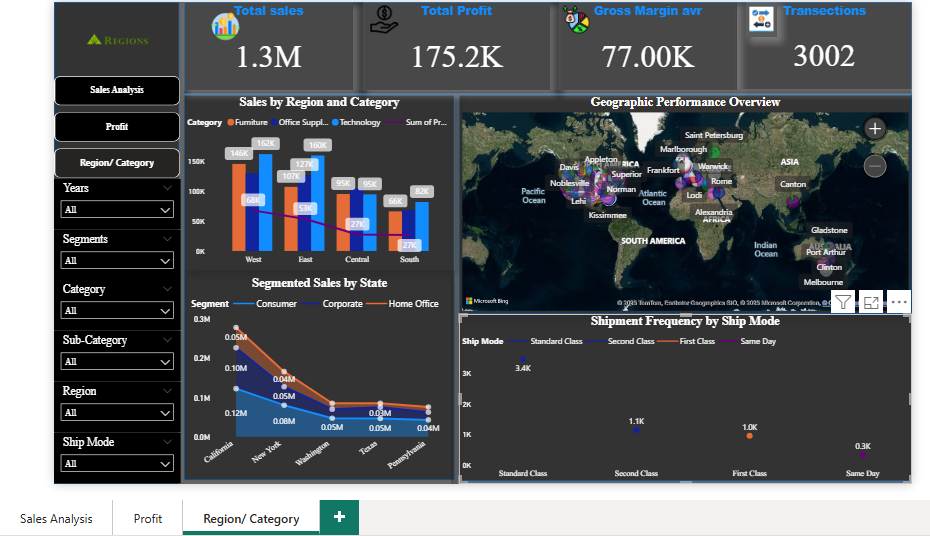 REGIONS
Total sales
1.3M
Total Profit
175.2K
Gross Margin avr
77.00K
Transections
3002
Sales Analysis
Profit
Region/ Category
Years
All
Segments
All
Category
All
Sub-Category
All
Region
All
Ship Mode
All
Sales by Region and Category
Category Furniture Office Suppl... Technology Sum of Pr...
150K
100K
50K
0K
146K
162K
68K
107K
127K
160K
53K
95K
95K
27K
66K
82K
27K
West East Central South
Segmented Sales by State
Segment Consumer Corporate Home Office
0.3M
0.2M
0.1M
0.0M
0.05M
0.10M
0.12M
0.04M
0.05M
0.08M
0.05M
0.03M
0.05M
0.04M
California New York Washington Texas Pennsylvania
Geographic Performance Overview
Saint Petersburg
Marlborough
Appleton
Davis
Superior
Frankfort
Warwick
ASIA
Noblesville
Norman
Rome
Canton
Pacific Ocean
Lehi
Atlantic Ocean
Lodi
Kissimmee
Alexandria
AFRICA
SOUTH AMERICA
Indian Ocean
Gladstone
Port Arthur
Clinton
Melbourne
Microsoft Bing
© 2025 TomTom, Earthstar Geographics SIO, © 2025 Microsoft Corporation,
Shipment Frequency by Ship Mode
Ship Mode Standard Class Second Class First Class Same Day
3K
2K
1K
0K
3.4K
1.1K
1.0K
0.3K
Standard Class Second Class First Class Same Day
Sales Analysis Profit Region/ Category +